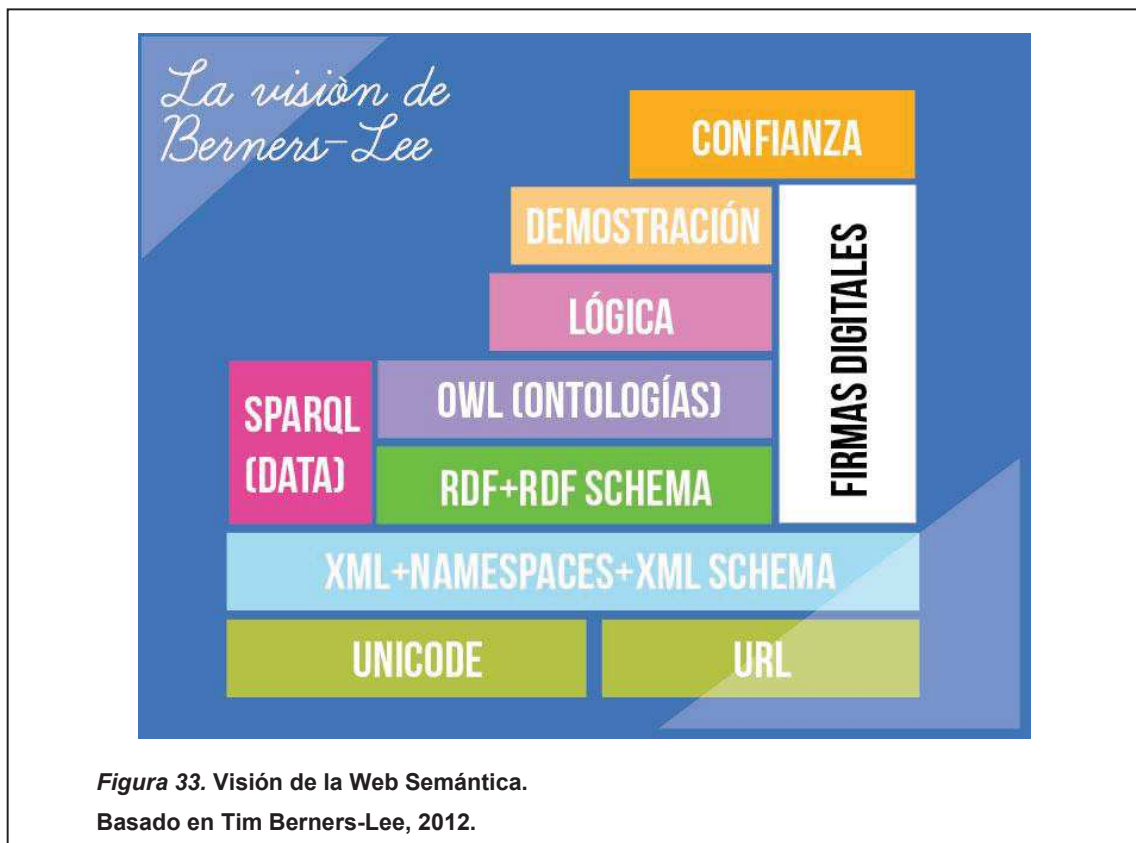 La visiòn de
Berners-Lee
CONFIANZA
DEMOSTRACIÓN
LÓGICA
FIRMAS DIGITALES
SPARQL
(DATA)
OWL (ONTOLOGÍAS)
RDF+RDF SCHEMA
XML+NAMESPACES+XML SCHEMA
UNICODE
URL
Figura 33. Visión de la Web Semántica.
Basado en Tim Berners-Lee, 2012.